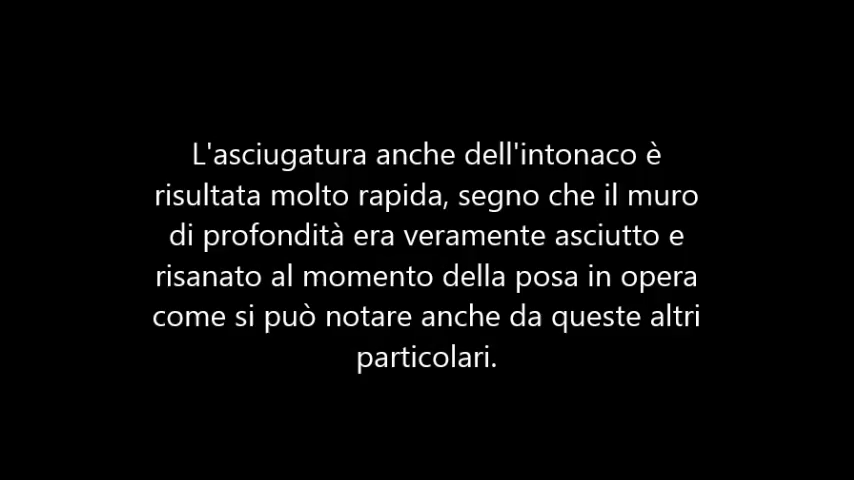 L'asciugatura anche dell'intonaco è
risultata molto rapida, segno che il muro
di profondità era veramente asciutto e
risanato al momento della posa in opera
come si può notare anche da queste altri
particolari.